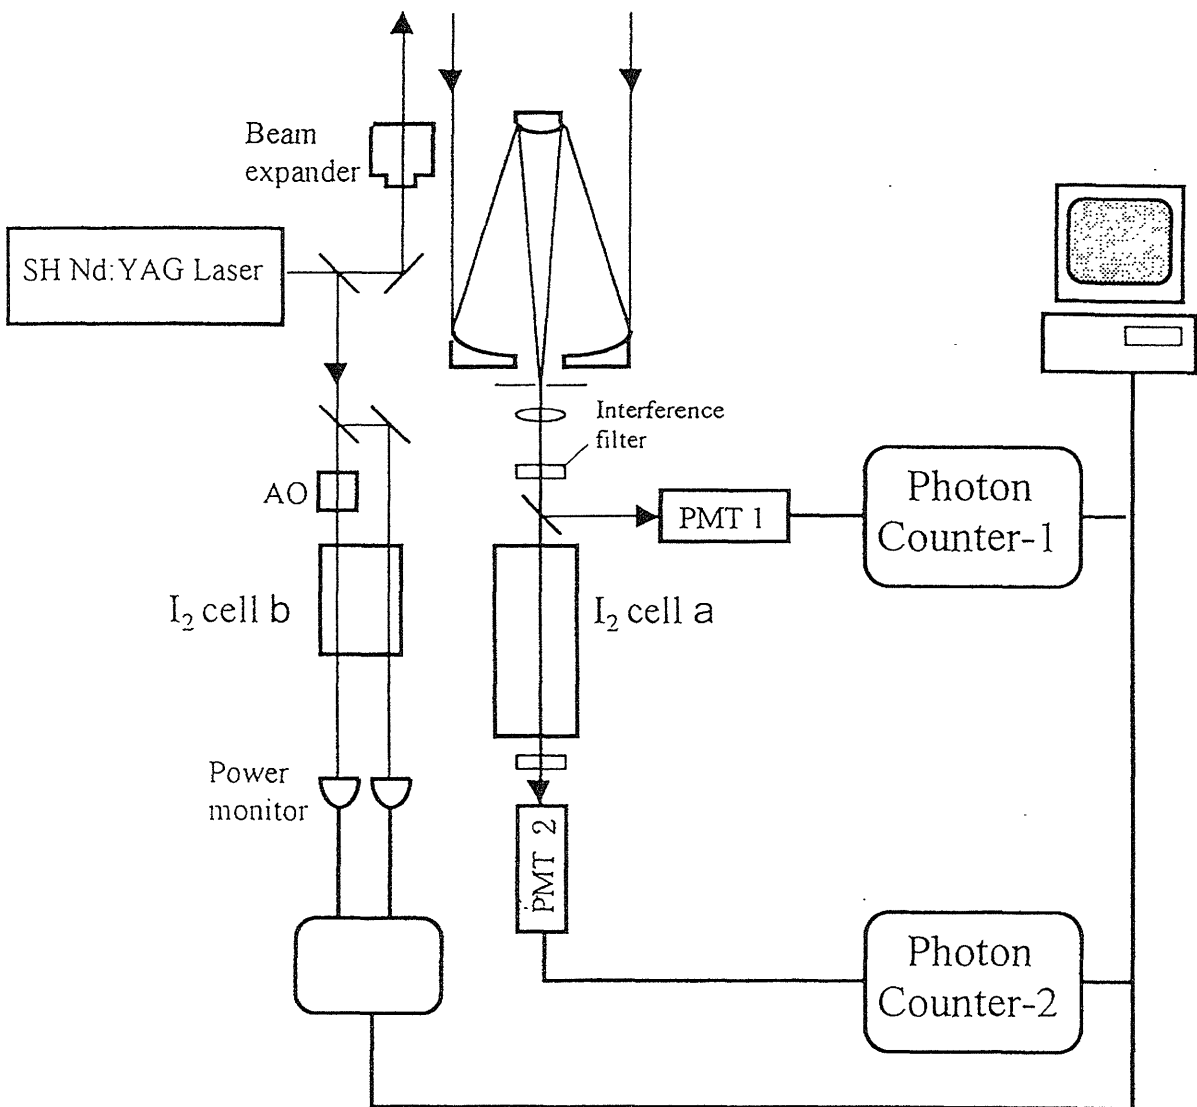 Beam
expander
SH Nd:YAG Laser
Interference
filter
AO
PMT 1
Photon
Counter-1
I₂ cell b
I₂ cell a
Power
monitor
PMT 2
Photon
Counter-2